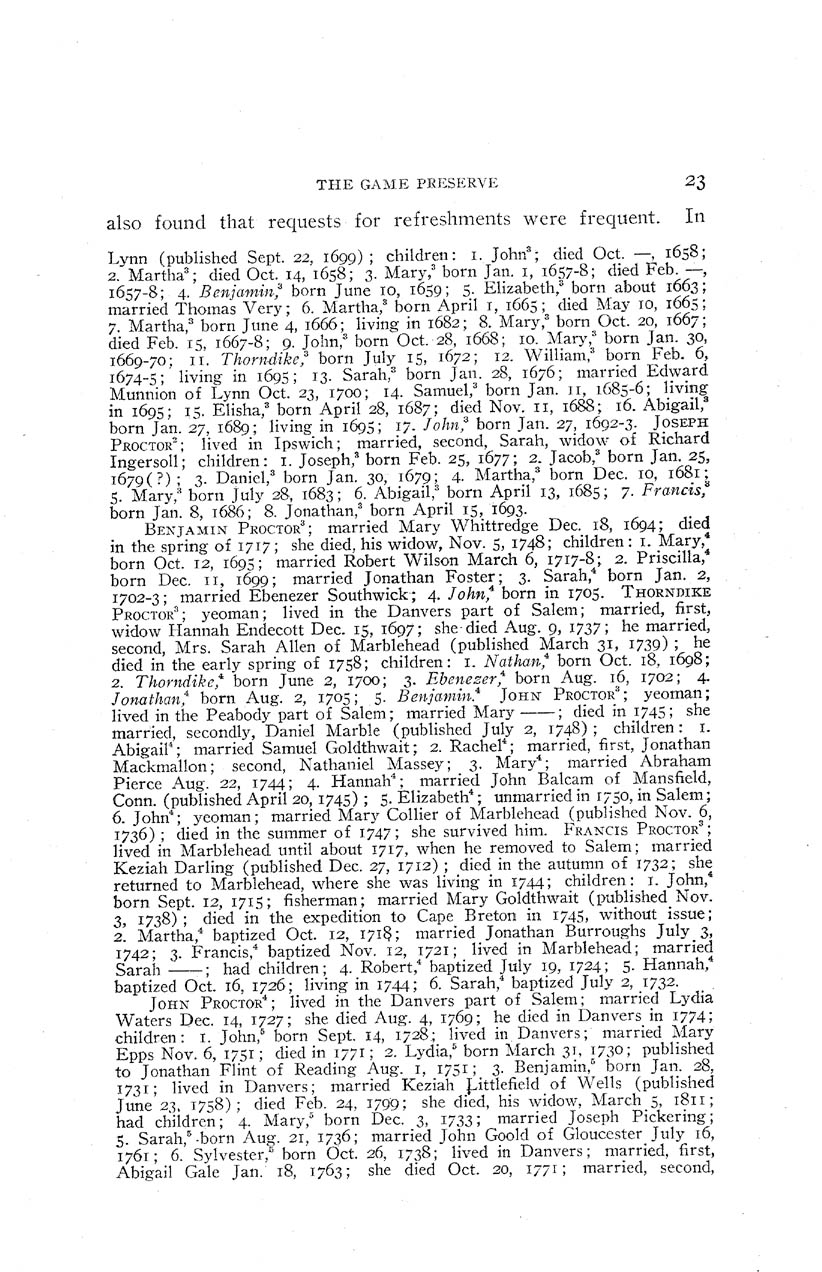 THE GAME PRESERVE 23
also found that requests for refreshments were frequent. In
Lynn (published Sept. 22, 1699); children: 1. John³; died Oct. —, 1658;
2. Martha³; died Oct. 14, 1658; 3. Mary,³ born Jan. 1, 1657-8; died Feb. —,
1657-8; 4. Benjamin,³ born June 10, 1659; 5. Elizabeth,³ born about 1663;
married Thomas Very; 6. Martha,³ born April 1, 1665; died May 10, 1665;
7. Martha,³ born June 4, 1666; living in 1682; 8. Mary,³ born Oct. 20, 1667;
died Feb. 15, 1667-8; 9. John,³ born Oct. 28, 1668; 10. Mary,³ born Jan. 30,
1669-70; 11. Thorndike,³ born July 15, 1672; 12. William,³ born Feb. 6,
1674-5; living in 1695; 13. Sarah,³ born Jan. 28, 1676; married Edward
Munnion of Lynn Oct. 23, 1700; 14. Samuel,³ born Jan. 11, 1685-6; living
in 1695; 15. Elisha,³ born April 28, 1687; died Nov. 11, 1688; 16. Abigail,³
born Jan. 27, 1689; living in 1695; 17. John,³ born Jan. 27, 1692-3. JOSEPH
PROCTOR²; lived in Ipswich; married, second, Sarah, widow of Richard
Ingersoll; children: 1. Joseph,³ born Feb. 25, 1677; 2. Jacob,³ born Jan. 25,
1679(?); 3. Daniel,³ born Jan. 30, 1679; 4. Martha,³ born Dec. 10, 1681;
5. Mary,³ born July 28, 1683; 6. Abigail,³ born April 13, 1685; 7. Francis,³
born Jan. 8, 1686; 8. Jonathan,³ born April 15, 1693.
BENJAMIN PROCTOR³; married Mary Whittredge Dec. 18, 1694; died
in the spring of 1717; she died, his widow, Nov. 5, 1748; children: 1. Mary,⁴
born Oct. 12, 1695; married Robert Wilson March 6, 1717-8; 2. Priscilla,⁴
born Dec. 11, 1699; married Jonathan Foster; 3. Sarah,⁴ born Jan. 2,
1702-3; married Ebenezer Southwick; 4. John,⁴ born in 1705. THORNDIKE
PROCTOR³; yeoman; lived in the Danvers part of Salem; married, first,
widow Hannah Endecott Dec. 15, 1697; she died Aug. 9, 1737; he married,
second, Mrs. Sarah Allen of Marblehead (published March 31, 1739); he
died in the early spring of 1758; children: 1. Nathan,⁴ born Oct. 18, 1698;
2. Thorndike,⁴ born June 2, 1700; 3. Ebenezer,⁴ born Aug. 16, 1702; 4.
Jonathan,⁴ born Aug. 2, 1705; 5. Benjamin.⁴ JOHN PROCTOR³; yeoman;
lived in the Peabody part of Salem; married Mary ——; died in 1745; she
married, secondly, Daniel Marble (published July 2, 1748); children: 1.
Abigail⁴; married Samuel Goldthwait; 2. Rachel⁴; married, first, Jonathan
Mackmallon; second, Nathaniel Massey; 3. Mary⁴; married Abraham
Pierce Aug. 22, 1744; 4. Hannah⁴; married John Balcam of Mansfield,
Conn. (published April 20, 1745); 5. Elizabeth⁴; unmarried in 1750, in Salem;
6. John⁴; yeoman; married Mary Collier of Marblehead (published Nov. 6,
1736); died in the summer of 1747; she survived him. FRANCIS PROCTOR³;
lived in Marblehead until about 1717, when he removed to Salem; married
Keziah Darling (published Dec. 27, 1712); died in the autumn of 1732; she
returned to Marblehead, where she was living in 1744; children: 1. John,⁴
born Sept. 12, 1715; fisherman; married Mary Goldthwait (published Nov.
3, 1738); died in the expedition to Cape Breton in 1745, without issue;
2. Martha,⁴ baptized Oct. 12, 1718; married Jonathan Burroughs July 3,
1742; 3. Francis,⁴ baptized Nov. 12, 1721; lived in Marblehead; married
Sarah ——; had children; 4. Robert,⁴ baptized July 19, 1724; 5. Hannah,⁴
baptized Oct. 16, 1726; living in 1744; 6. Sarah,⁴ baptized July 2, 1732.
JOHN PROCTOR⁴; lived in the Danvers part of Salem; married Lydia
Waters Dec. 14, 1727; she died Aug. 4, 1769; he died in Danvers in 1774;
children: 1. John,⁵ born Sept. 14, 1728; lived in Danvers; married Mary
Epps Nov. 6, 1751; died in 1771; 2. Lydia,⁵ born March 31, 1730; published
to Jonathan Flint of Reading Aug. 1, 1751; 3. Benjamin,⁵ born Jan. 28,
1731; lived in Danvers; married Keziah Littlefield of Wells (published
June 23, 1758); died Feb. 24, 1799; she died, his widow, March 5, 1811;
had children; 4. Mary,⁵ born Dec. 3, 1733; married Joseph Pickering;
5. Sarah,⁵ born Aug. 21, 1736; married John Goold of Gloucester July 16,
1761; 6. Sylvester,⁵ born Oct. 26, 1738; lived in Danvers; married, first,
Abigail Gale Jan. 18, 1763; she died Oct. 20, 1771; married, second,